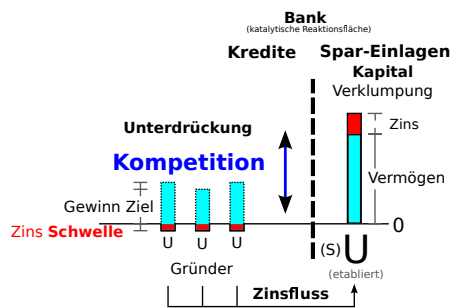 Bank
(katalytische Reaktionsfläche)
Kredite
Spar-Einlagen
Kapital
Verklumpung
Zins
Unterdrückung
Kompetition
Vermögen
Gewinn Ziel
0
Zins Schwelle
U U U
(S) U
Gründer
(etabliert)
Zinsfluss